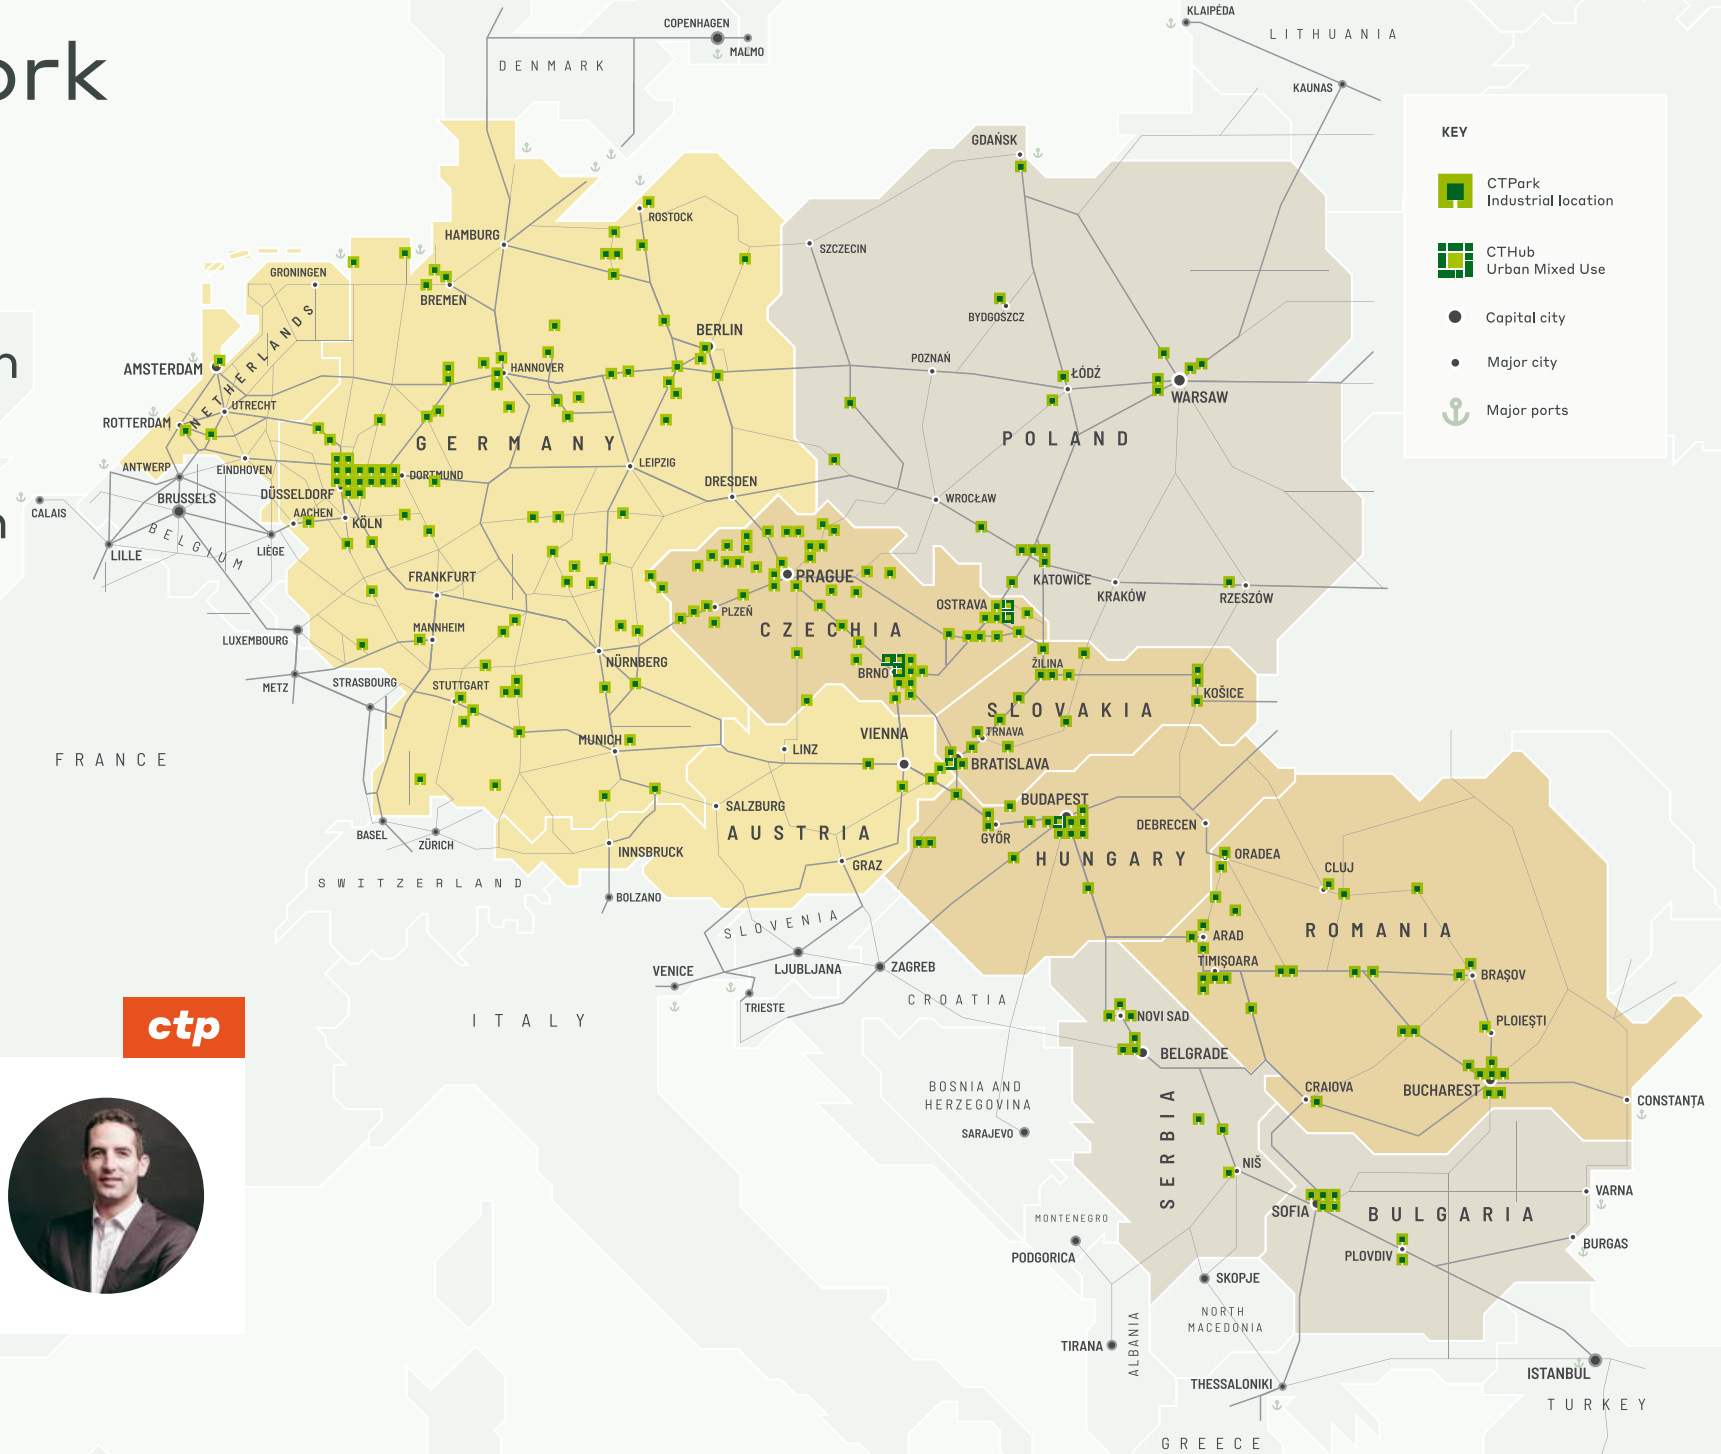 ork
n
n
KEY
CTPark
Industrial location
CTHub
Urban Mixed Use
Capital city
Major city
Major ports
COPENHAGEN
MALMO
DENMARK
KLAIPĖDA
LITHUANIA
KAUNAS
GDAŃSK
ROSTOCK
HAMBURG
SZCZECIN
GRONINGEN
BREMEN
BYDGOSZCZ
BERLIN
NETHERLANDS
AMSTERDAM
HANNOVER
POZNAŃ
ŁÓDŹ
WARSAW
UTRECHT
ROTTERDAM
GERMANY
POLAND
ANTWERP
EINDHOVEN
DORTMUND
LEIPZIG
DRESDEN
BRUSSELS
DÜSSELDORF
WROCŁAW
CALAIS
AACHEN
KÖLN
BELGIUM
LILLE
LIÈGE
FRANKFURT
PRAGUE
KATOWICE
KRAKÓW
RZESZÓW
PLZEŇ
OSTRAVA
MANNHEIM
CZECHIA
LUXEMBOURG
NÜRNBERG
BRNO
ŽILINA
METZ
STRASBOURG
STUTTGART
KOŠICE
SLOVAKIA
MUNICH
LINZ
VIENNA
TRNAVA
FRANCE
BRATISLAVA
SALZBURG
BUDAPEST
BASEL
ZÜRICH
AUSTRIA
GYŐR
DEBRECEN
INNSBRUCK
GRAZ
HUNGARY
ORADEA
CLUJ
SWITZERLAND
BOLZANO
SLOVENIA
ROMANIA
ARAD
VENICE
LJUBLJANA
ZAGREB
TIMIŞOARA
BRAŞOV
TRIESTE
CROATIA
ITALY
NOVI SAD
PLOIEŞTI
ctp
BELGRADE
BOSNIA AND
HERZEGOVINA
CRAIOVA
BUCHAREST
CONSTANȚA
SARAJEVO
SERBIA
NIŠ
VARNA
MONTENEGRO
SOFIA
BULGARIA
PODGORICA
PLOVDIV
BURGAS
SKOPJE
NORTH
MACEDONIA
TIRANA
ALBANIA
THESSALONIKI
ISTANBUL
TURKEY
GREECE